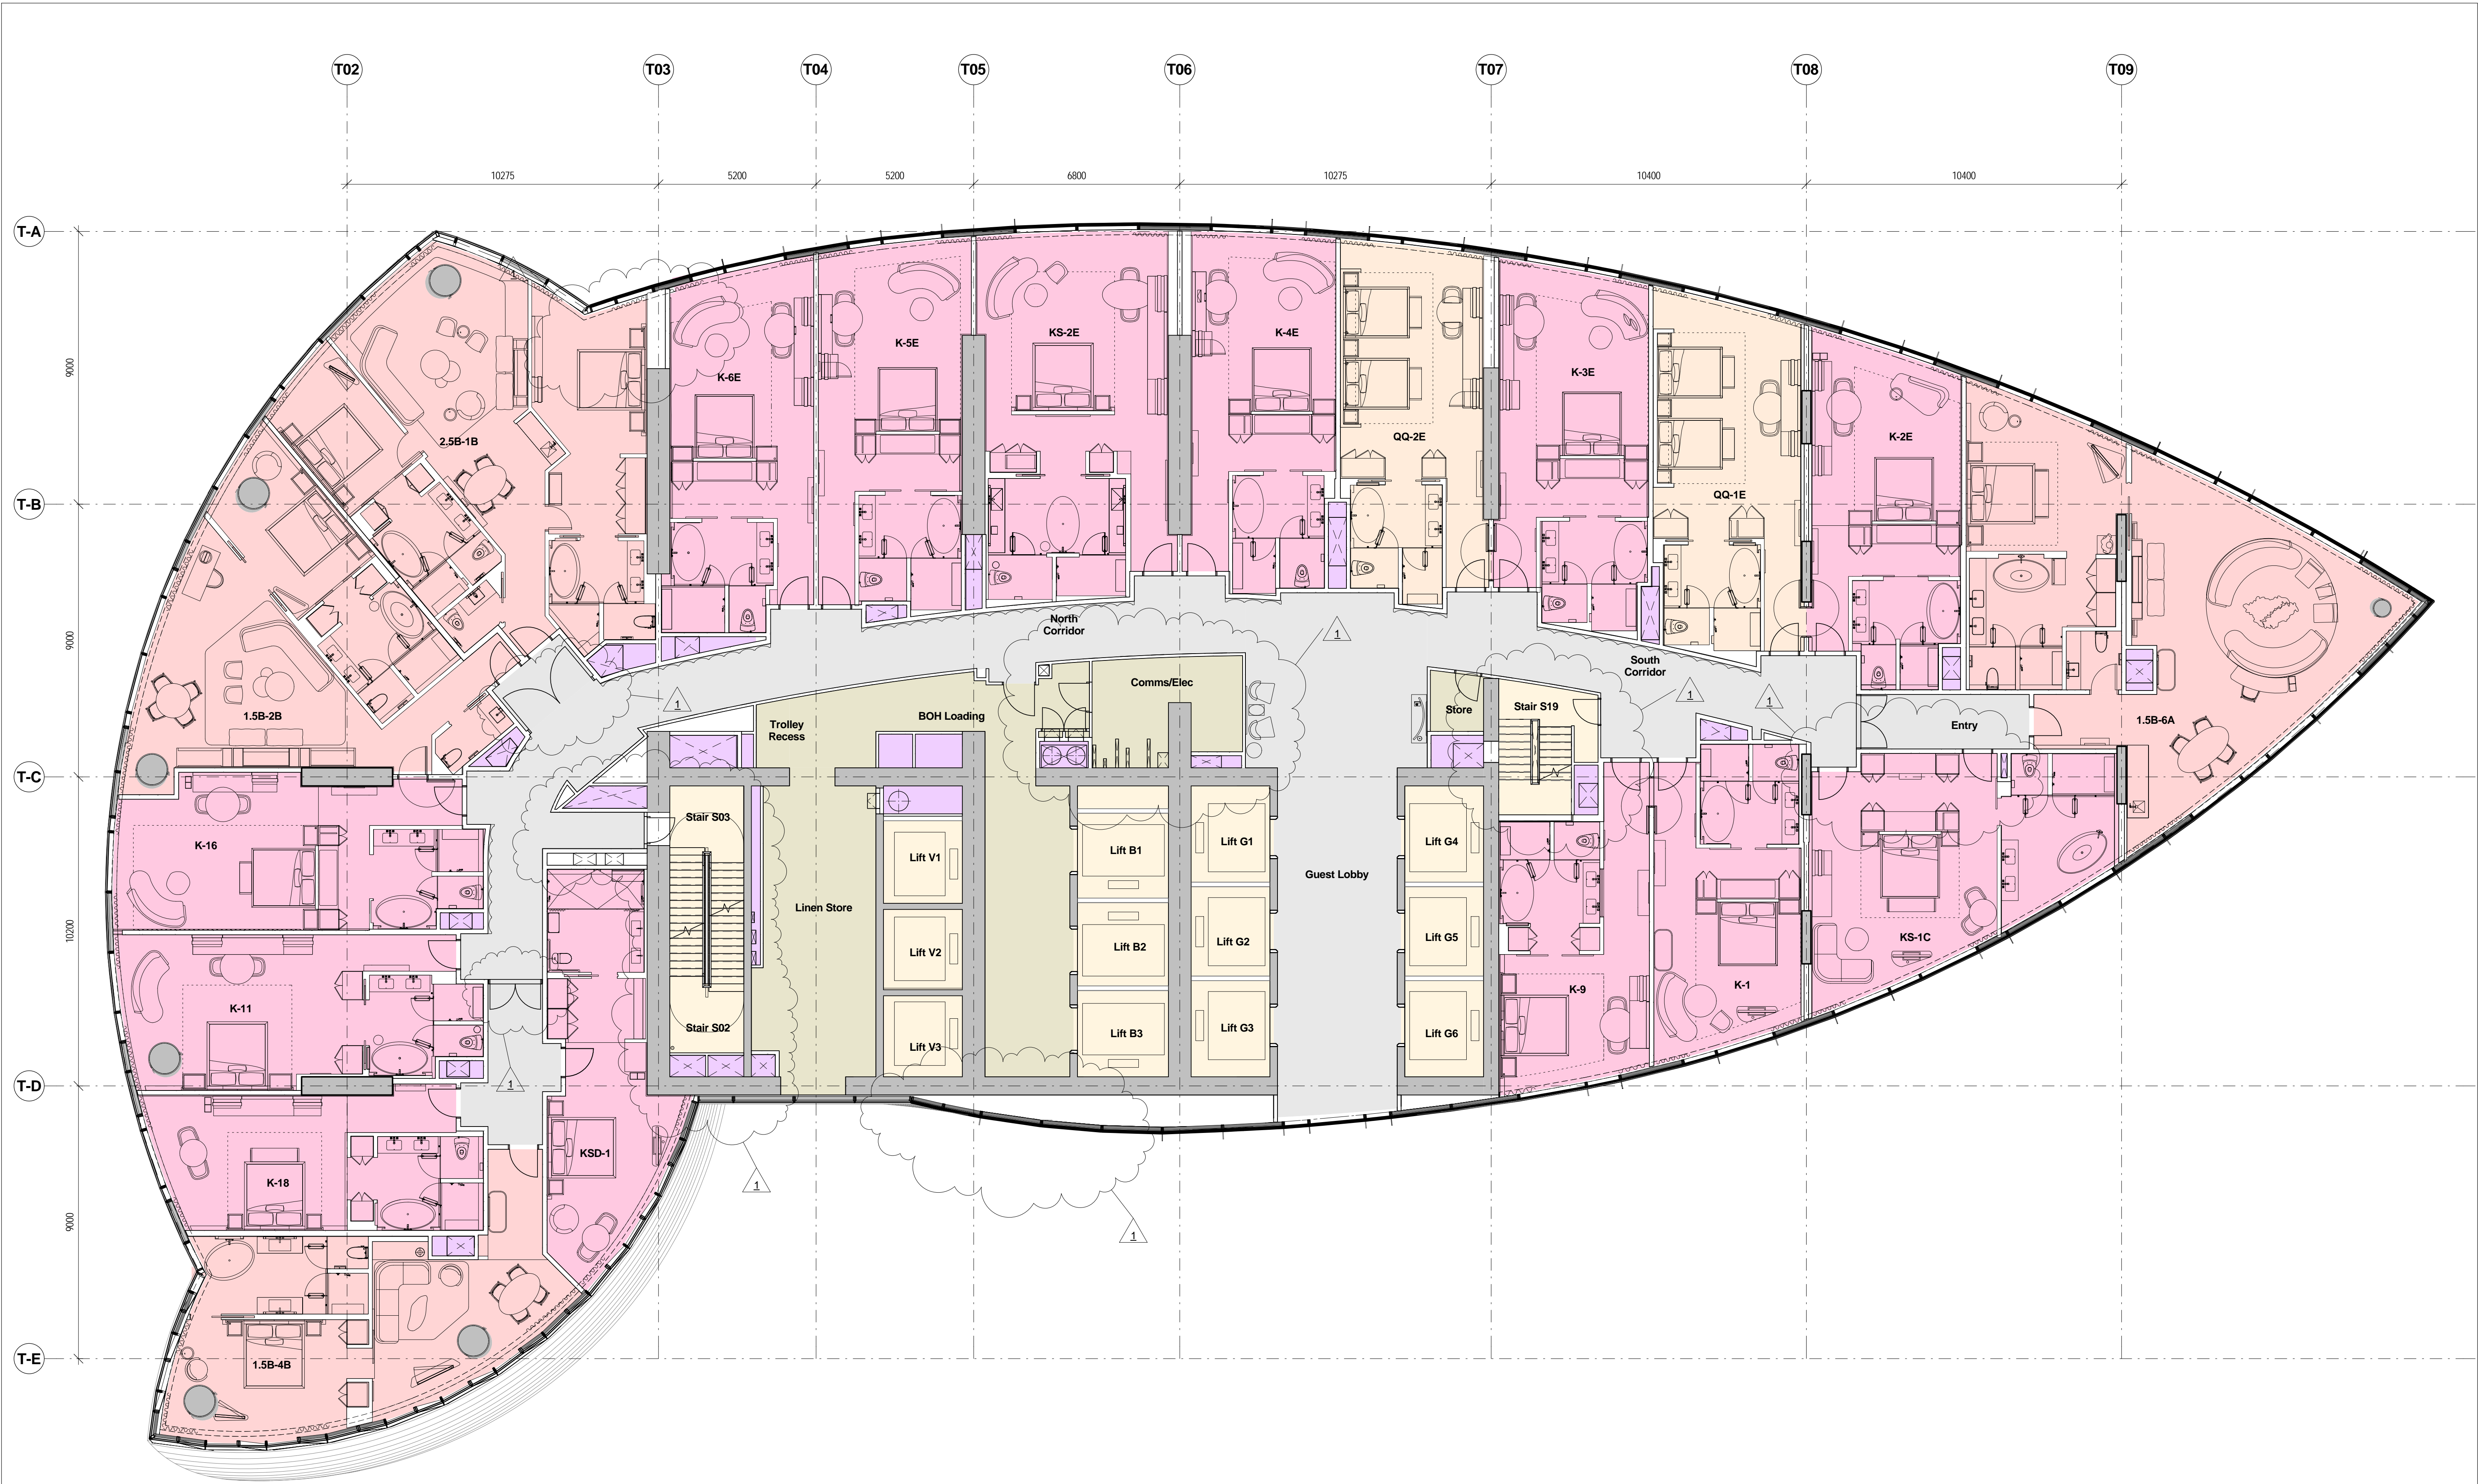 T02
T03
T04
T05
T06
T07
T08
T09
10275
5200
5200
6800
10275
10400
10400
T-A
9000
T-B
9000
T-C
10200
T-D
9000
T-E
1
2.5B-1B
K-6E
K-5E
KS-2E
K-4E
QQ-2E
K-3E
QQ-1E
K-2E
1.5B-2B
1.5B-6A
North
Corridor
South
Corridor
Entry
1
1
1
1
Trolley
Recess
BOH Loading
Comms/Elec
Store
Stair S19
K-16
K-11
K-18
KSD-1
1.5B-4B
Stair S03
Stair S02
Linen Store
Lift V1
Lift V2
Lift V3
Lift B1
Lift B2
Lift B3
Lift G1
Lift G2
Lift G3
Guest Lobby
Lift G4
Lift G5
Lift G6
K-9
K-1
KS-1C
1
1
1